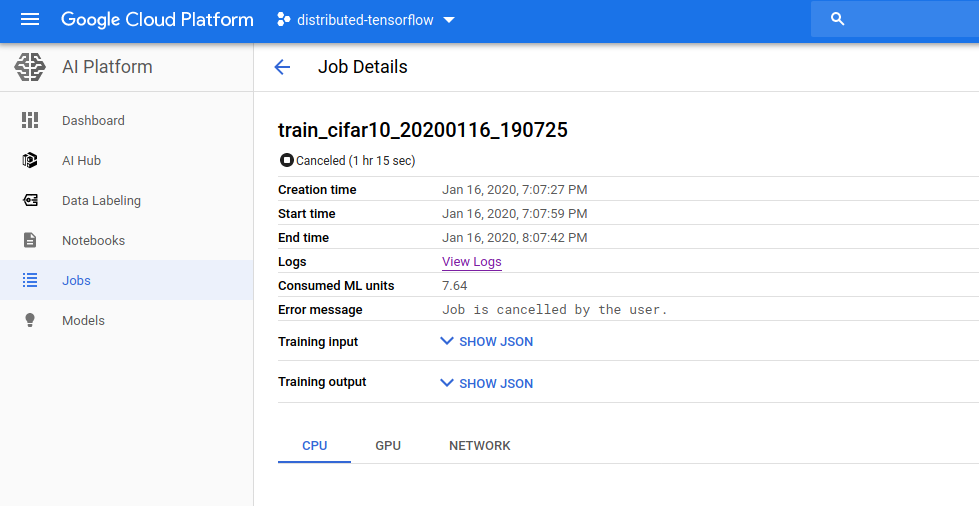 Google Cloud Platform
distributed-tensorflow
AI Platform
Job Details
Dashboard
AI Hub
Data Labeling
Notebooks
Jobs
Models
train_cifar10_20200116_190725
Canceled (1 hr 15 sec)
Creation time Jan 16, 2020, 7:07:27 PM
Start time Jan 16, 2020, 7:07:59 PM
End time Jan 16, 2020, 8:07:42 PM
Logs View Logs
Consumed ML units 7.64
Error message Job is cancelled by the user.
Training input SHOW JSON
Training output SHOW JSON
CPU GPU NETWORK